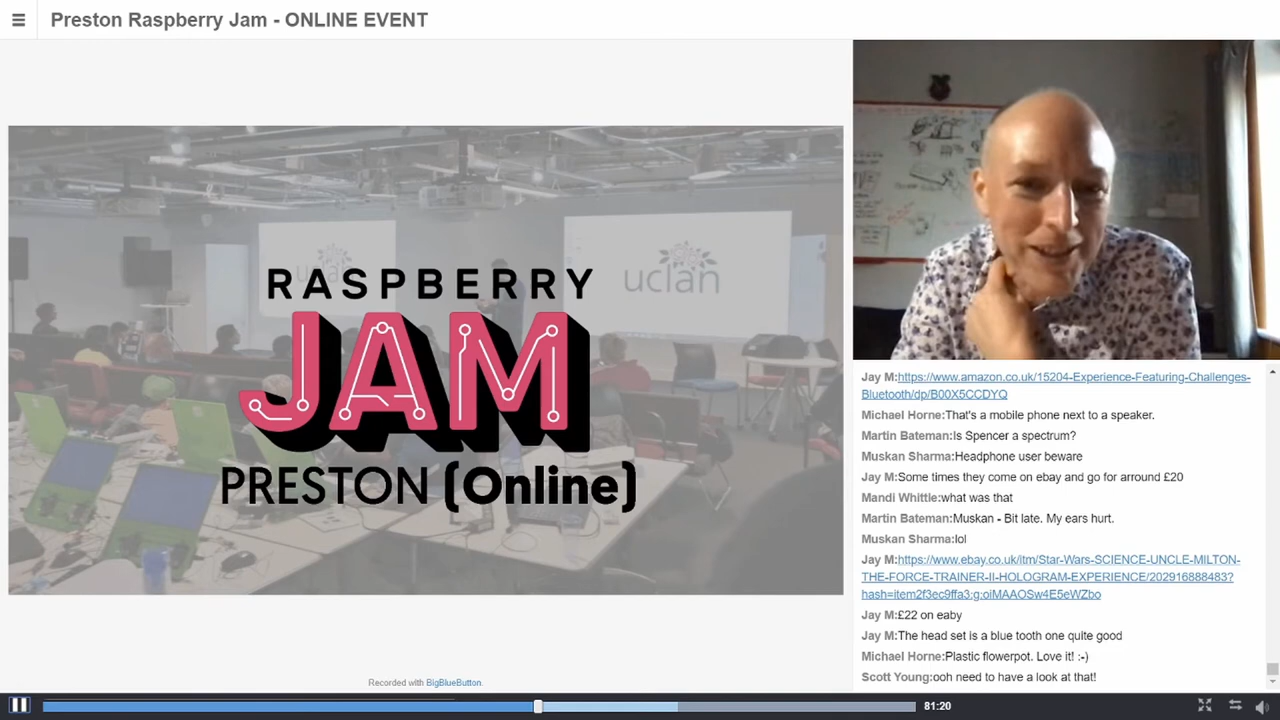 Preston Raspberry Jam - ONLINE EVENT
uclan
uclan
RASPBERRY
JAM
PRESTON (Online)
Jay M:https://www.amazon.co.uk/15204-Experience-Featuring-Challenges-
Bluetooth/dp/B00X5CCDYQ
Michael Horne:That's a mobile phone next to a speaker.
Martin Bateman:Is Spencer a spectrum?
Muskan Sharma:Headphone user beware
Jay M:Some times they come on ebay and go for arround £20
Mandi Whittle:what was that
Martin Bateman:Muskan - Bit late. My ears hurt.
Muskan Sharma:lol
Jay M:https://www.ebay.co.uk/itm/Star-Wars-SCIENCE-UNCLE-MILTON-
THE-FORCE-TRAINER-II-HOLOGRAM-EXPERIENCE/202916888483?
hash=item2f3ec9ffa3:g:oiMAAOSw4E5eWZbo
Jay M:£22 on eaby
Jay M:The head set is a blue tooth one quite good
Michael Horne:Plastic flowerpot. Love it! :-)
Scott Young:ooh need to have a look at that!
Recorded with BigBlueButton.
81:20